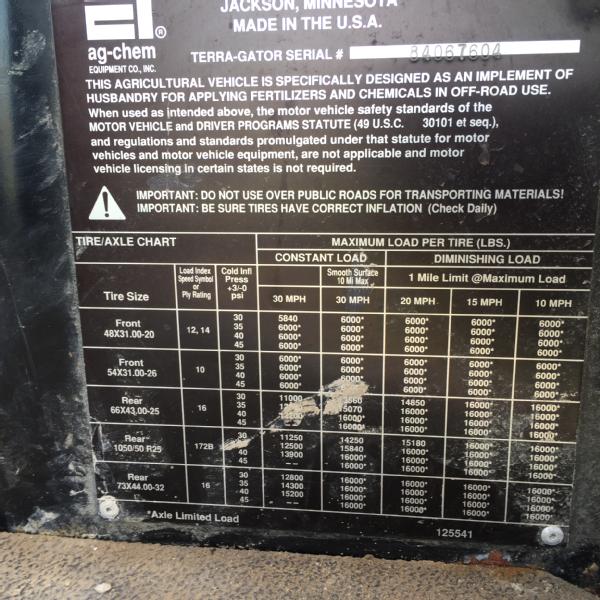 JACKSON, MINNESOTA
MADE IN THE U.S.A.
ag-chem
EQUIPMENT CO., INC.
TERRA-GATOR SERIAL # 84067604
THIS AGRICULTURAL VEHICLE IS SPECIFICALLY DESIGNED AS AN IMPLEMENT OF
HUSBANDRY FOR APPLYING FERTILIZERS AND CHEMICALS IN OFF-ROAD USE.
When used as intended above, the motor vehicle safety standards of the
MOTOR VEHICLE and DRIVER PROGRAMS STATUTE (49 U.S.C. 30101 et seq.),
and regulations and standards promulgated under that statute for motor
vehicles and motor vehicle equipment, are not applicable and motor
vehicle licensing in certain states is not required.
IMPORTANT: DO NOT USE OVER PUBLIC ROADS FOR TRANSPORTING MATERIALS!
IMPORTANT: BE SURE TIRES HAVE CORRECT INFLATION (Check Daily)
TIRE/AXLE CHART MAXIMUM LOAD PER TIRE (LBS.)
CONSTANT LOAD DIMINISHING LOAD
Tire Size
Load Index
Speed Symbol
or
Ply Rating
Cold Infl
Press
+3/-0
psi
Smooth Surface
10 Mi Max
1 Mile Limit @Maximum Load
30 MPH 30 MPH 20 MPH 15 MPH 10 MPH
Front
48X31.00-20
12, 14
30 5840 6000* 6000* 6000* 6000*
35 6000* 6000* 6000* 6000* 6000*
40 6000* 6000* 6000* 6000* 6000*
45 6000* 6000* 6000* 6000* 6000*
Front
54X31.00-26
10
30 6000* 6000* 6000* 6000* 6000*
35 6000* 6000* 6000* 6000* 6000*
40 6000* 6000* 6000* 6000* 6000*
45 6000* 6000* 6000* 6000* 6000*
Rear
66X43.00-25
16
30 11000 14850 16000* 16000*
35 15070 16000* 16000* 16000*
40 16000* 16000* 16000* 16000*
45 16000* 16000* 16000* 16000*
Rear
1050/50 R25
172B
30 11250 14250 15180 16000* 16000*
35 12500 15840 16000* 16000* 16000*
40 13900 16000* 16000* 16000* 16000*
45 -- 16000* 16000* 16000* 16000*
Rear
73X44.00-32
16
30 12800 16000* 16000* 16000* 16000*
35 14300 16000* 16000* 16000* 16000*
40 15200 16000* 16000* 16000* 16000*
45 -- 16000* 16000* 16000* 16000*
*Axle Limited Load
125541